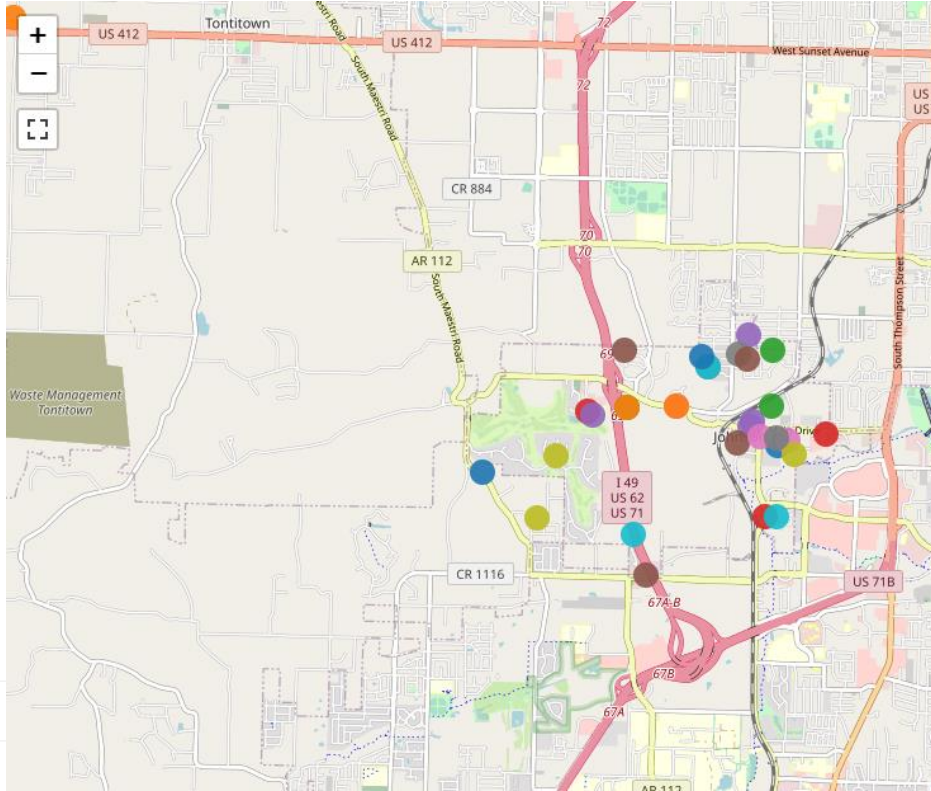 +
−
Tontitown
US 412
US 412
72
West Sunset Avenue
72
US
US
South Maestri Road
CR 884
70
70
AR 112
South Maestri Road
South Thompson Street
69
Waste Management
Tontitown
Drive
I 49
US 62
US 71
CR 1116
US 71B
67A-B
67B
67A
AR 112